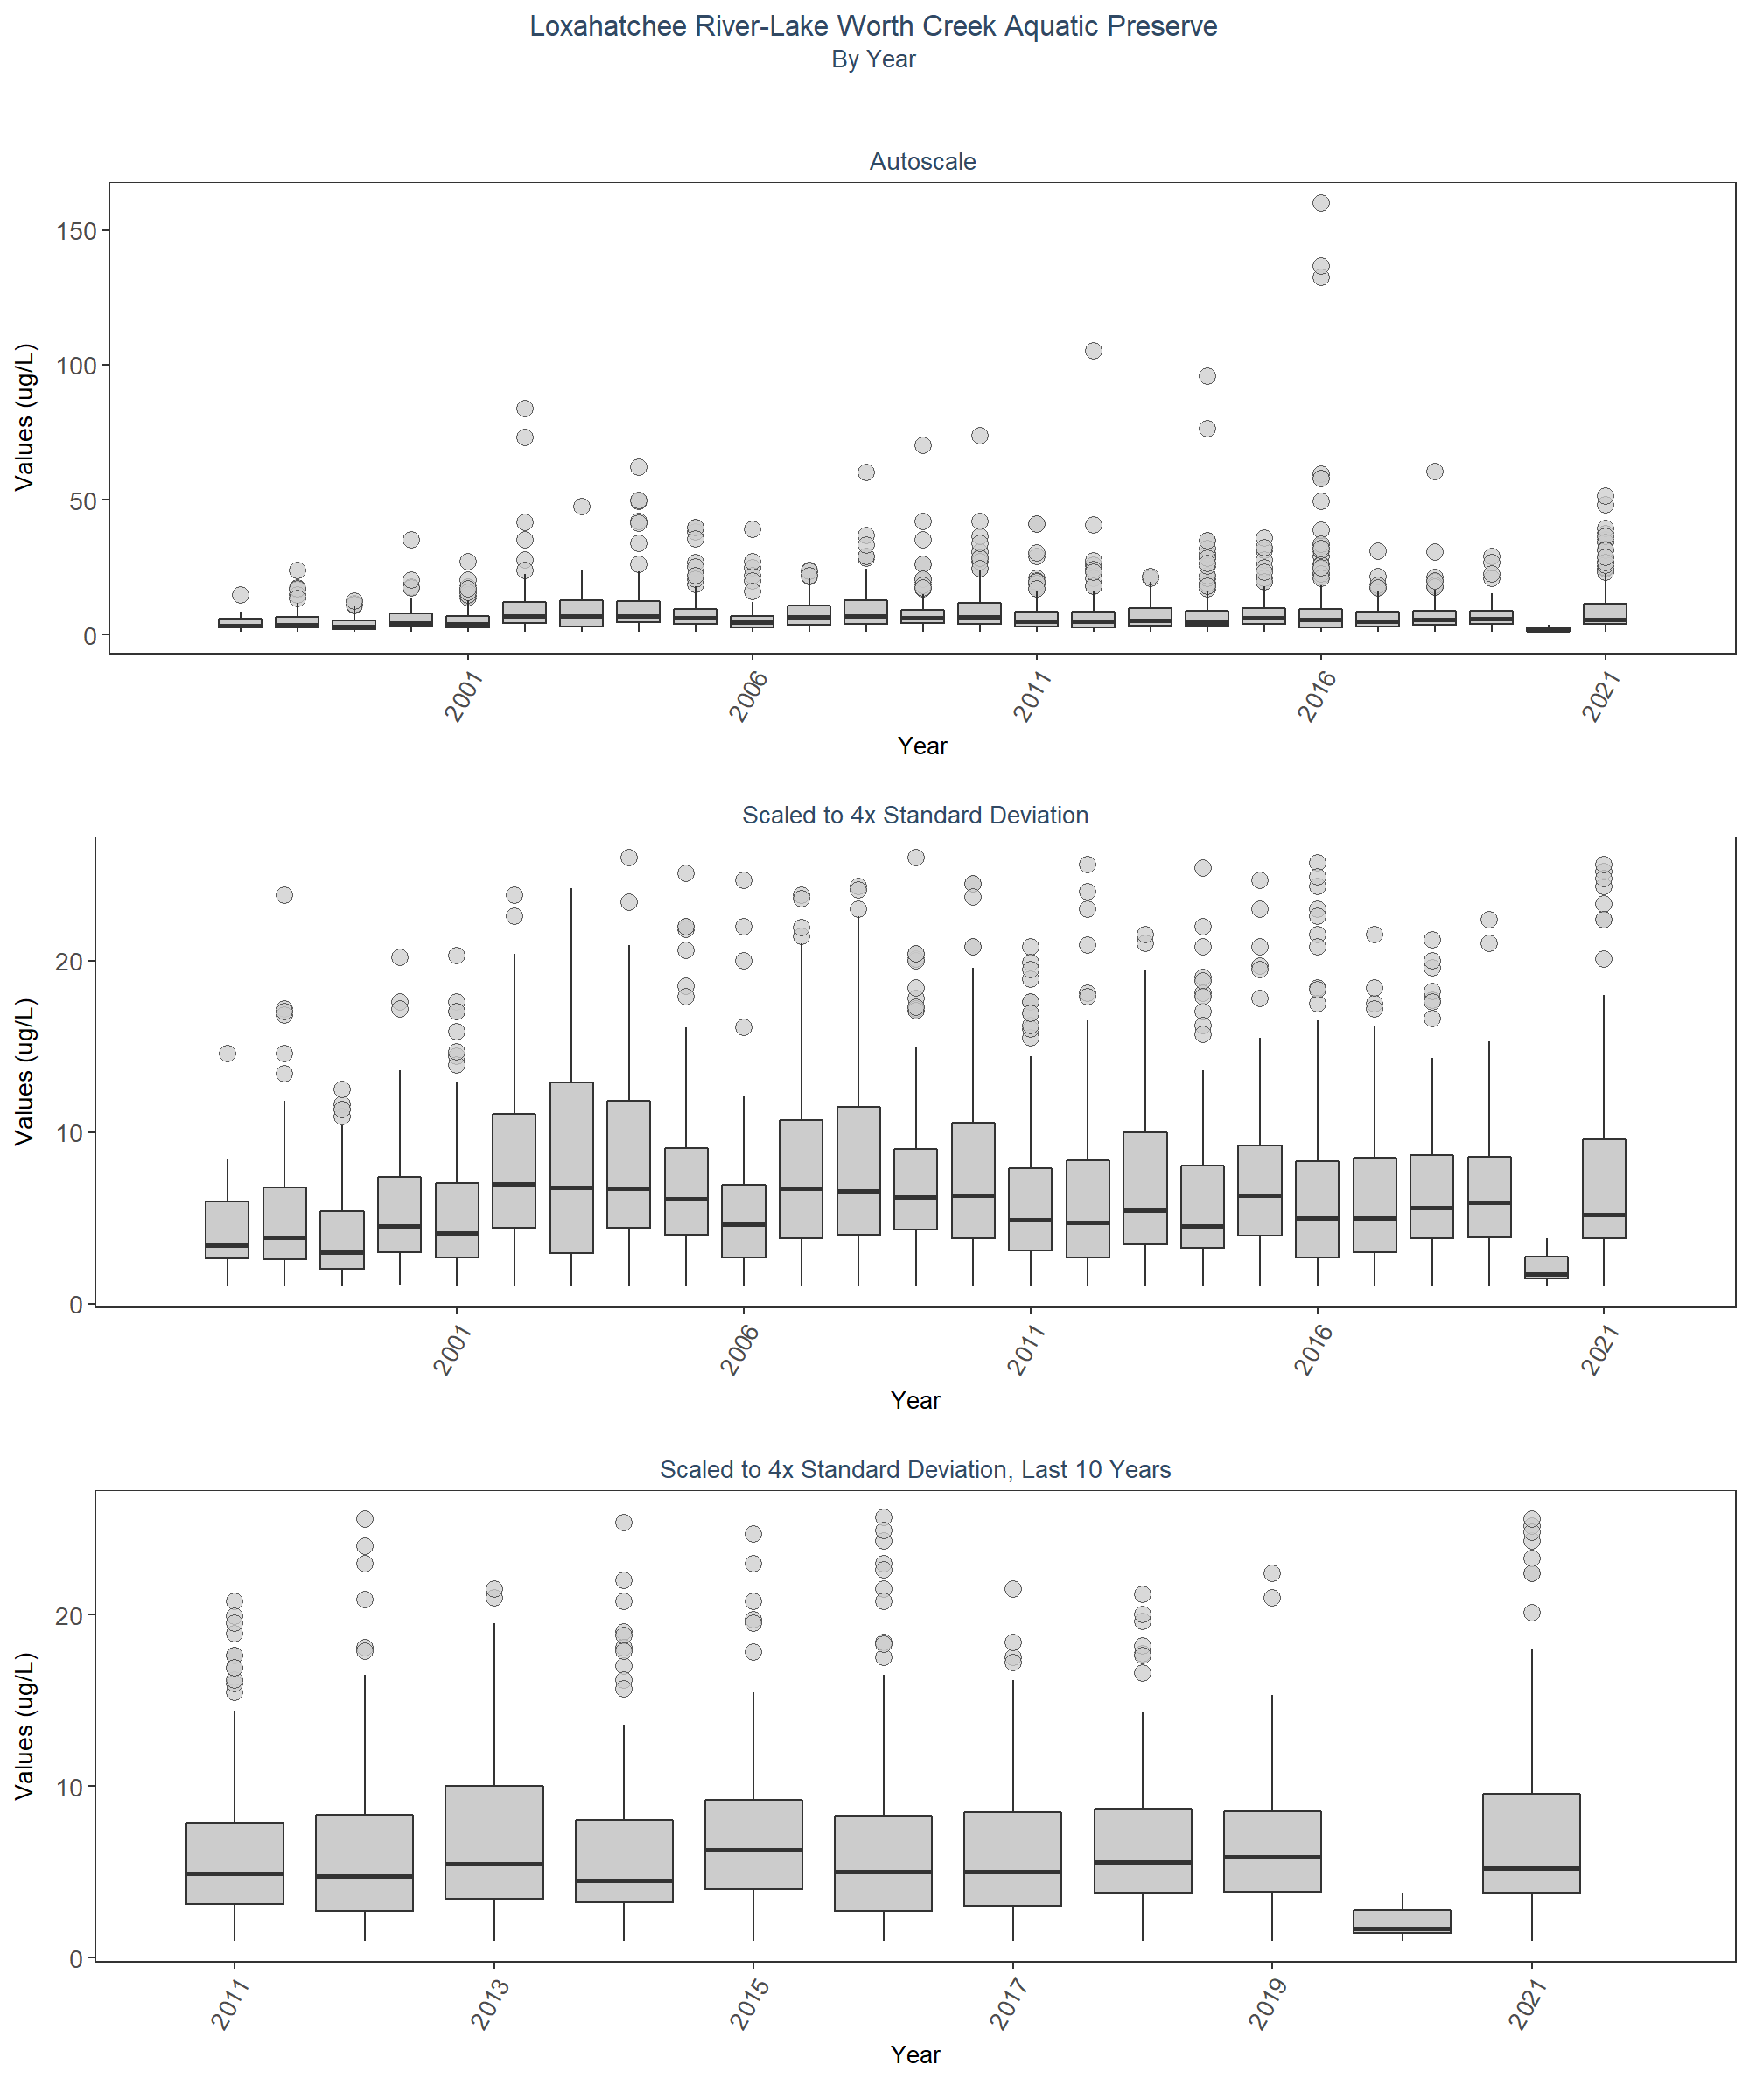 Loxahatchee River-Lake Worth Creek Aquatic Preserve
By Year
Autoscale
Values (ug/L)
150
100
50
0
2001
2006
2011
2016
2021
Year
Scaled to 4x Standard Deviation
Values (ug/L)
20
10
0
2001
2006
2011
2016
2021
Year
Scaled to 4x Standard Deviation, Last 10 Years
Values (ug/L)
20
10
0
2011
2013
2015
2017
2019
2021
Year